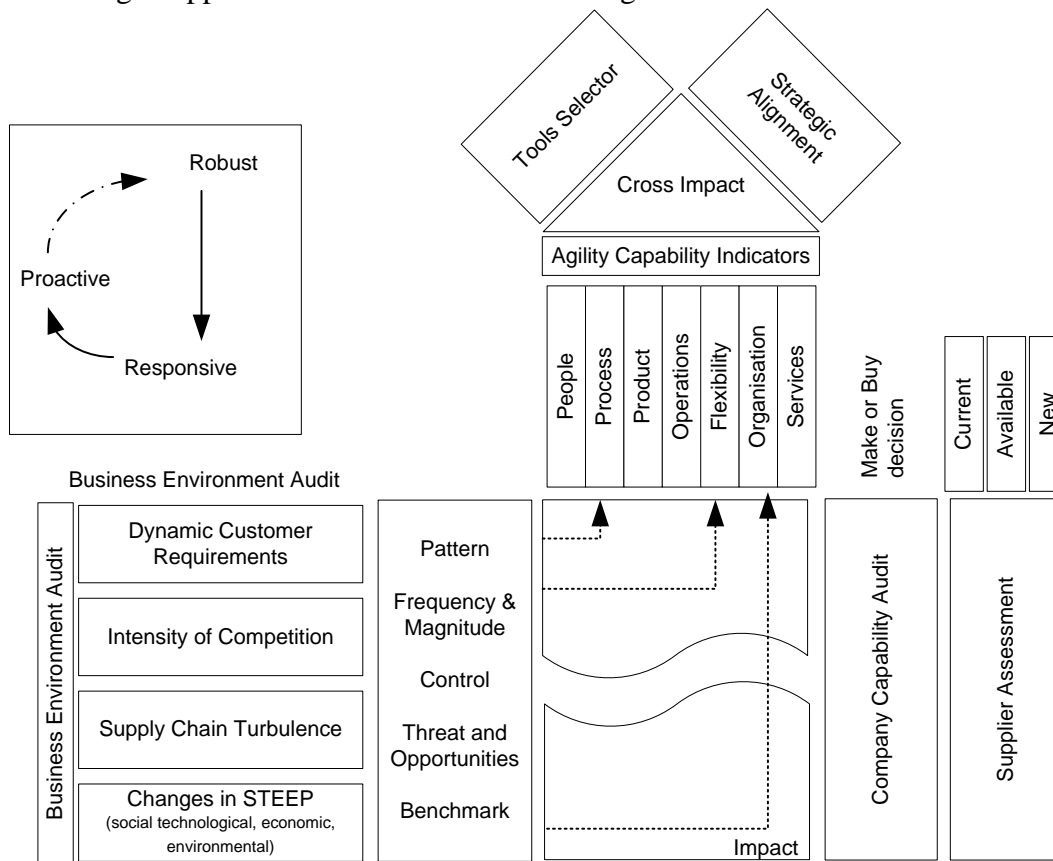 Tools Selector
Strategic
Alignment
Cross Impact
Agility Capability Indicators
Robust
Proactive
Responsive
People
Process
Product
Operations
Flexibility
Organisation
Services
Make or Buy
decision
Current
Available
New
Business Environment Audit
Business Environment Audit
Dynamic Customer
Requirements
Intensity of Competition
Supply Chain Turbulence
Changes in STEEP
(social technological, economic,
environmental)
Pattern
Frequency &
Magnitude
Control
Threat and
Opportunities
Benchmark
Impact
Company Capability Audit
Supplier Assessment